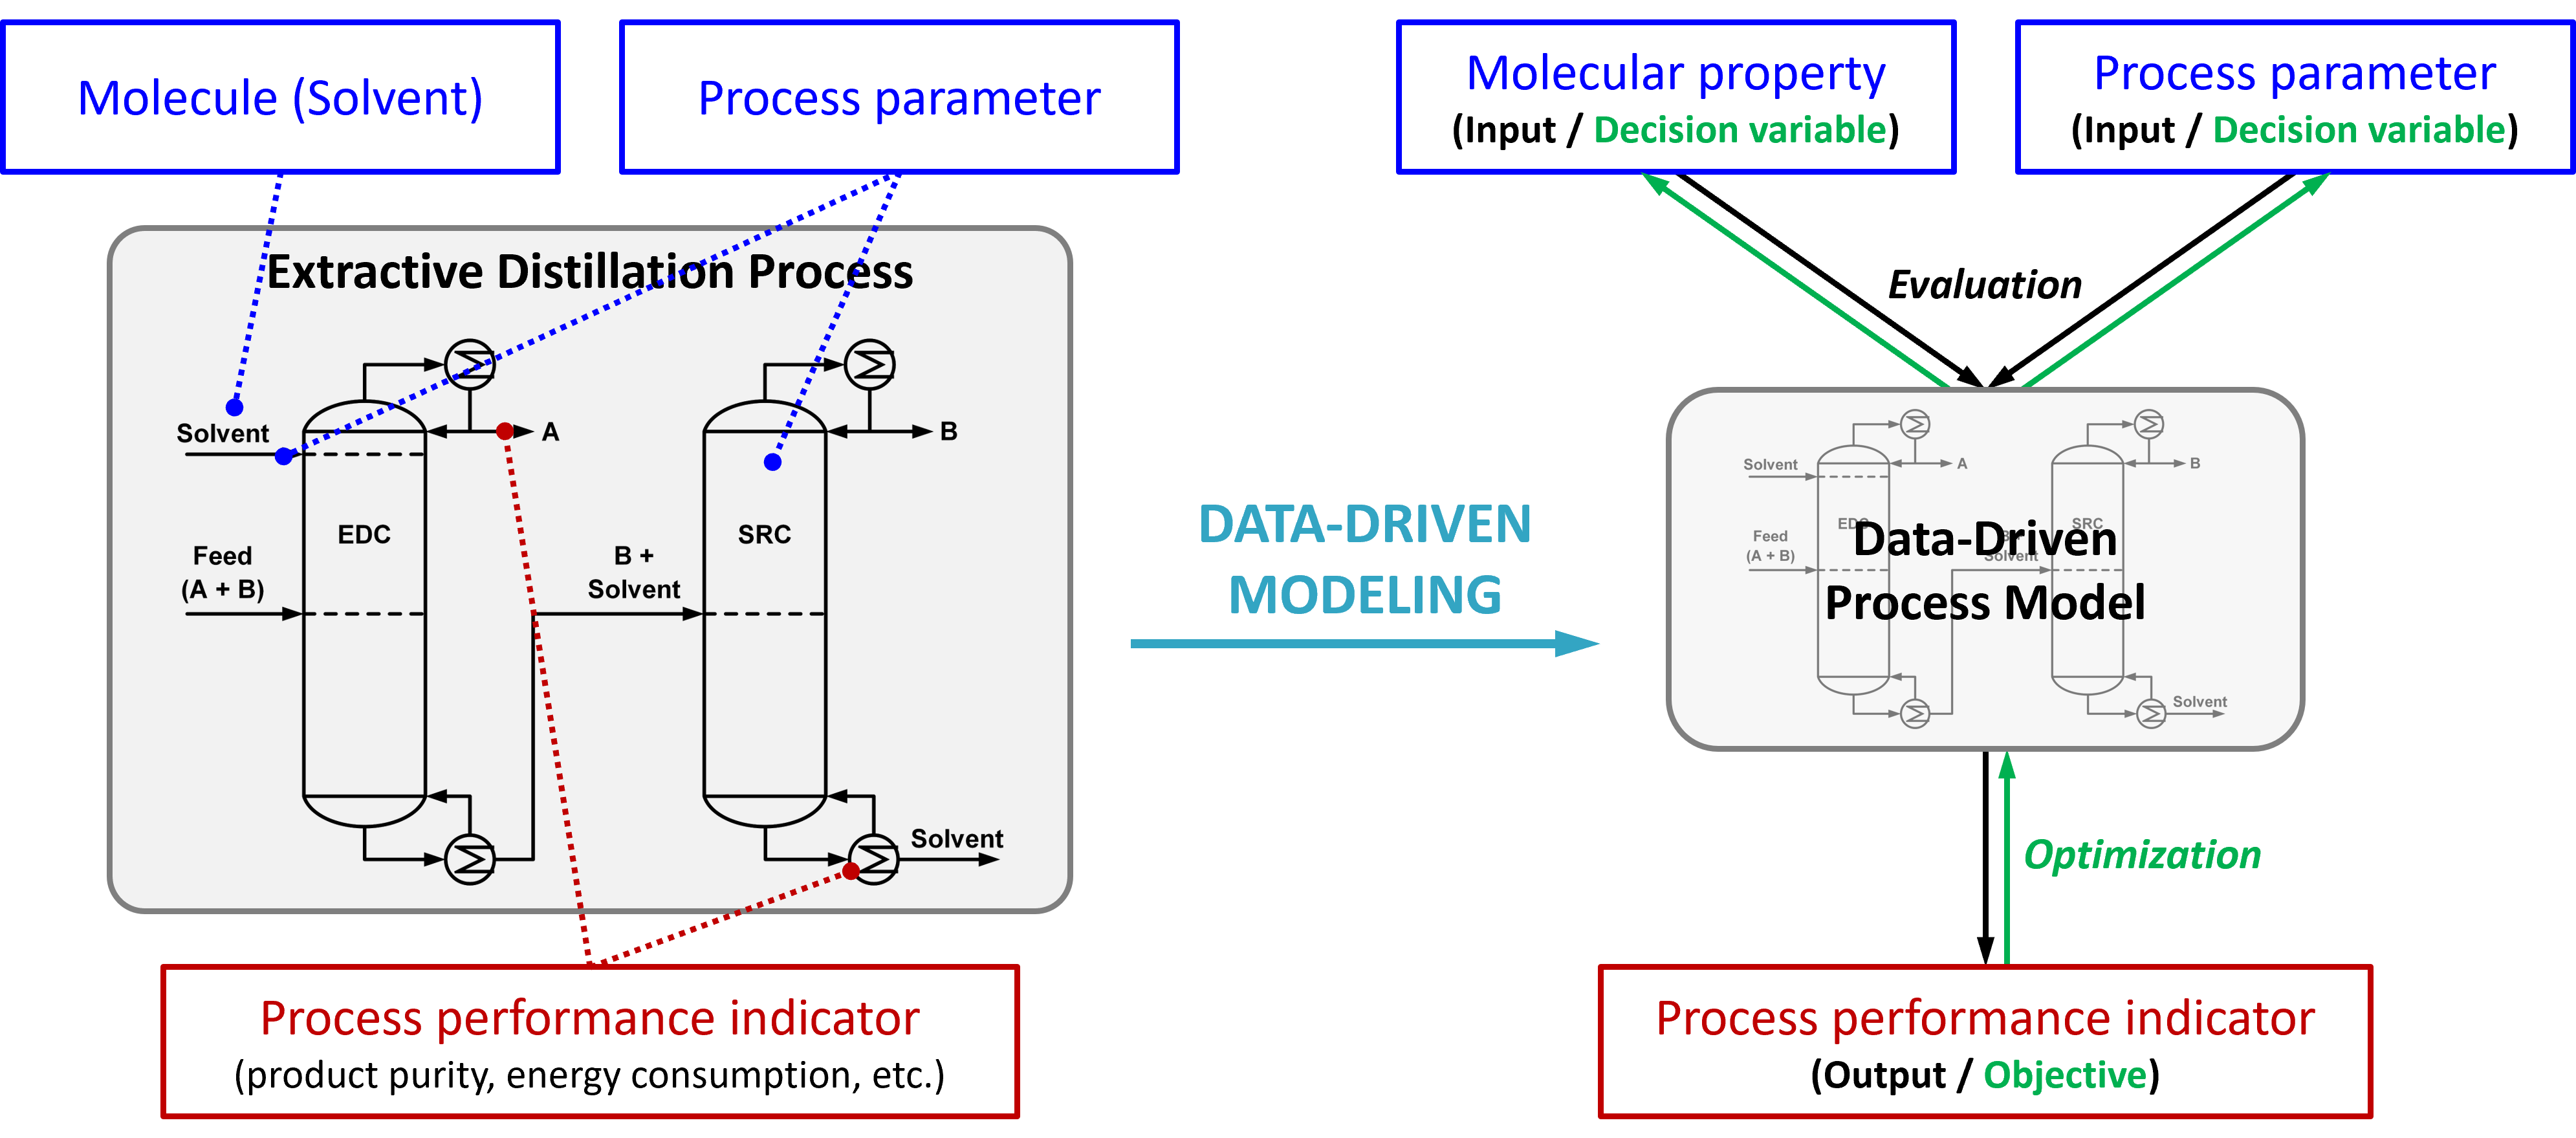 Molecule (Solvent)
Process parameter
Extractive Distillation Process
Solvent
A
B
EDC
SRC
Feed
(A + B)
B +
Solvent
Solvent
Process performance indicator
(product purity, energy consumption, etc.)
DATA-DRIVEN
MODELING
Molecular property
(Input / Decision variable)
Process parameter
(Input / Decision variable)
Evaluation
Solvent
A
B
EDC
SRC
Feed
(A + B)
B +
Solvent
Data-Driven
Process Model
Solvent
Optimization
Process performance indicator
(Output / Objective)